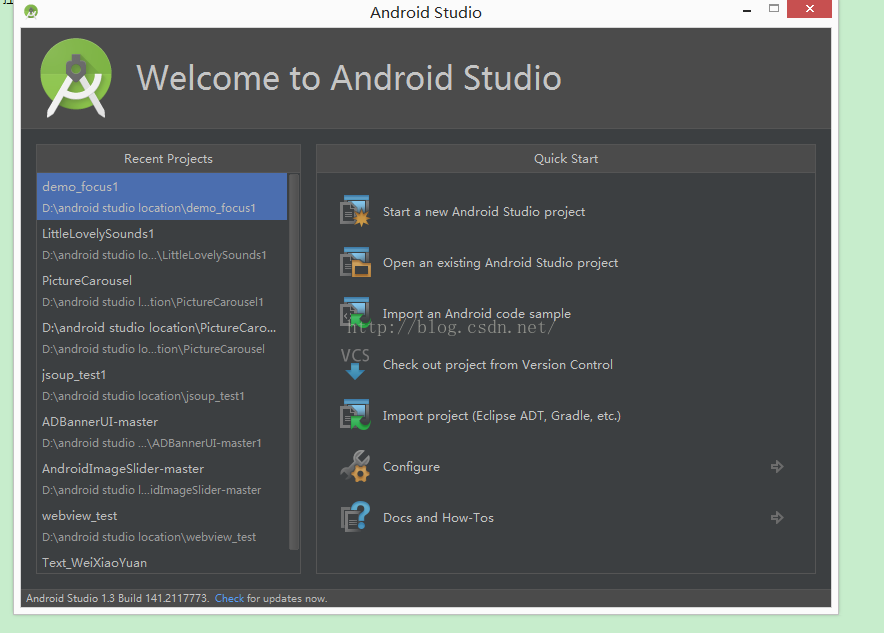 Android Studio
Welcome to Android Studio
Recent Projects
demo_focus1
D:\android studio location\demo_focus1
LittleLovelySounds1
D:\android studio lo...\LittleLovelySounds1
PictureCarousel
D:\android studio l...tion\PictureCarousel1
D:\android studio location\PictureCaro...
D:\android studio lo...tion\PictureCarousel
jsoup_test1
D:\android studio location\jsoup_test1
ADBannerUI-master
D:\android studio ...\ADBannerUI-master1
AndroidImageSlider-master
D:\android studio l...idImageSlider-master
webview_test
D:\android studio location\webview_test
Text_WeiXiaoYuan
Quick Start
Start a new Android Studio project
Open an existing Android Studio project
Import an Android code sample
http://blog.csdn.net/
VCS
Check out project from Version Control
Import project (Eclipse ADT, Gradle, etc.)
Configure
Docs and How-Tos
Android Studio 1.3 Build 141.2117773. Check for updates now.